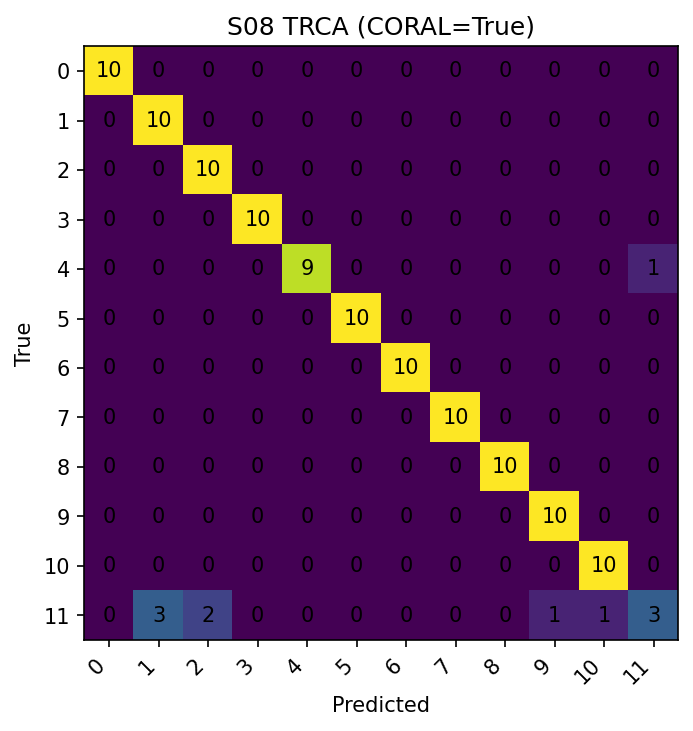 S08 TRCA (CORAL=True)
0 10 0 0 0 0 0 0 0 0 0 0 0
1 0 10 0 0 0 0 0 0 0 0 0 0
2 0 0 10 0 0 0 0 0 0 0 0 0
3 0 0 0 10 0 0 0 0 0 0 0 0
4 0 0 0 0 9 0 0 0 0 0 0 1
5 0 0 0 0 0 10 0 0 0 0 0 0
6 0 0 0 0 0 0 10 0 0 0 0 0
7 0 0 0 0 0 0 0 10 0 0 0 0
8 0 0 0 0 0 0 0 0 10 0 0 0
9 0 0 0 0 0 0 0 0 0 10 0 0
10 0 0 0 0 0 0 0 0 0 0 10 0
11 0 3 2 0 0 0 0 0 0 1 1 3
True
0 1 2 3 4 5 6 7 8 9 10 11
Predicted